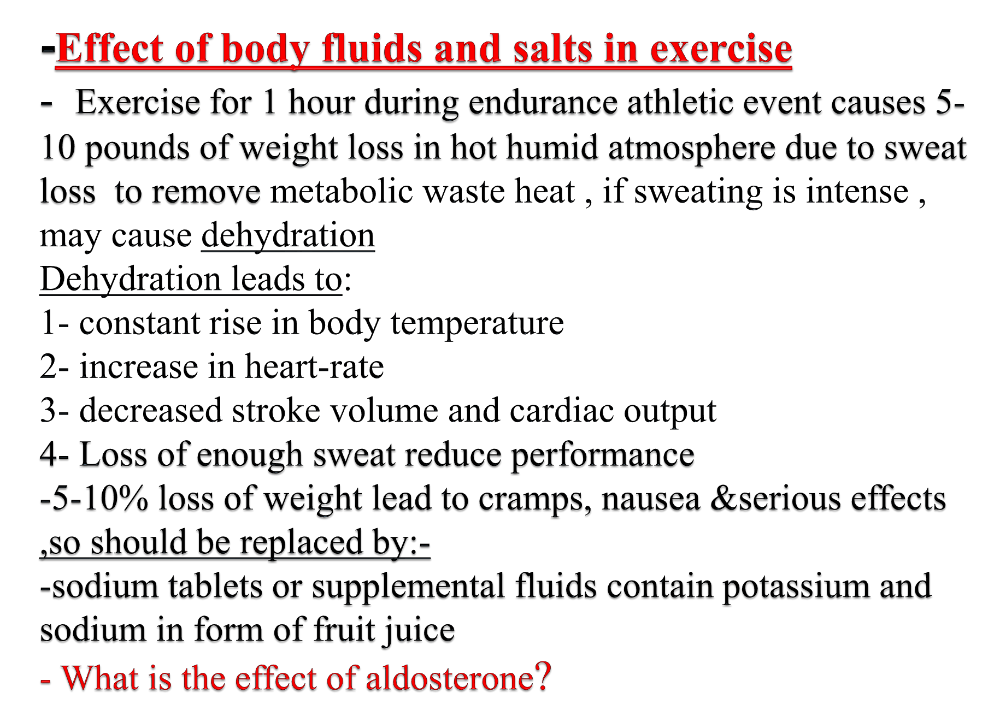 -Effect of body fluids and salts in exercise
- Exercise for 1 hour during endurance athletic event causes 5-
10 pounds of weight loss in hot humid atmosphere due to sweat
loss to remove metabolic waste heat , if sweating is intense ,
may cause dehydration
Dehydration leads to:
1- constant rise in body temperature
2- increase in heart-rate
3- decreased stroke volume and cardiac output
4- Loss of enough sweat reduce performance
-5-10% loss of weight lead to cramps, nausea &serious effects
,so should be replaced by:-
-sodium tablets or supplemental fluids contain potassium and
sodium in form of fruit juice
- What is the effect of aldosterone?